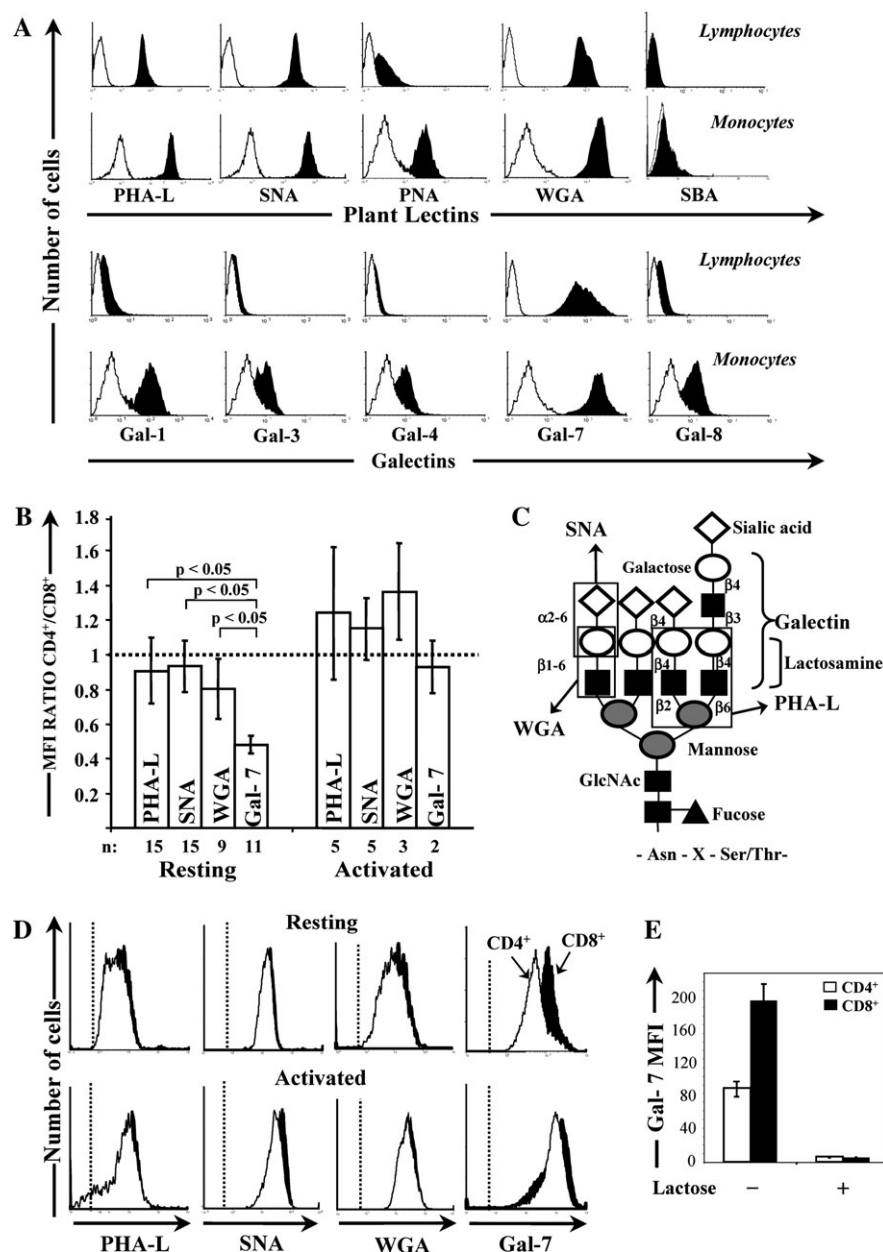 A
Number of cells
Lymphocytes
Monocytes
PHA-L SNA PNA WGA SBA
Plant Lectins
Lymphocytes
Monocytes
Gal-1 Gal-3 Gal-4 Gal-7 Gal-8
Galectins
B
MFI RATIO CD4+/CD8+
1.8
1.6
1.4
1.2
1
0.8
0.6
0.4
0.2
p < 0.05
p < 0.05
p < 0.05
PHA-L SNA WGA Gal- 7 PHA-L SNA WGA Gal- 7
n: 15 15 9 11 5 5 3 2
Resting Activated
C
SNA
Sialic acid
Galactose
β4
α2-6
β4
β3
Galectin
β1-6
β4
β4
Lactosamine
WGA
β2
β6
PHA-L
Mannose
GlcNAc
Fucose
- Asn - X - Ser/Thr-
D
Number of cells
Resting
CD4+
CD8+
Activated
PHA-L SNA WGA Gal-7
E
Gal- 7 MFI
CD4+
CD8+
200
160
120
80
40
0
Lactose − +